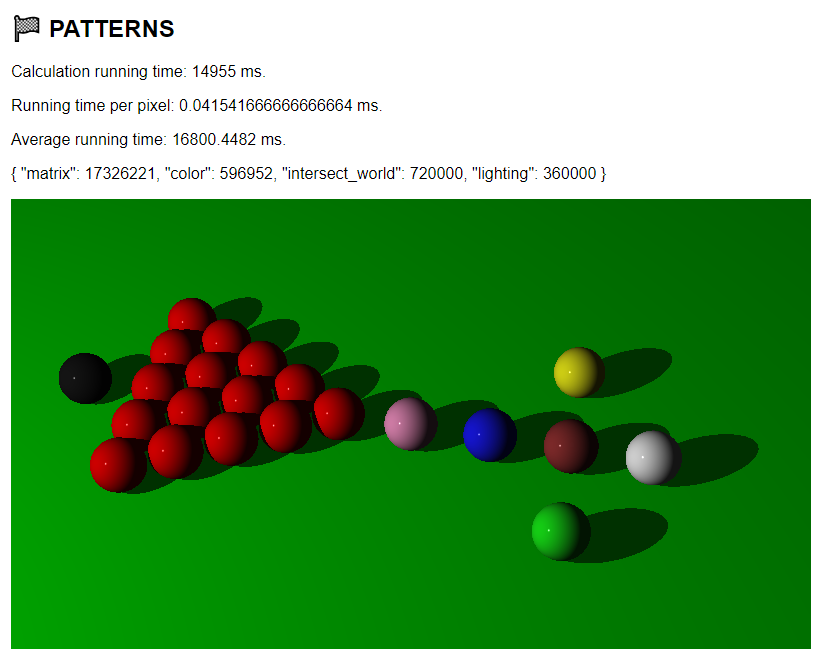 PATTERNS
Calculation running time: 14955 ms.
Running time per pixel: 0.041541666666666664 ms.
Average running time: 16800.4482 ms.
{ "matrix": 17326221, "color": 596952, "intersect_world": 720000, "lighting": 360000 }